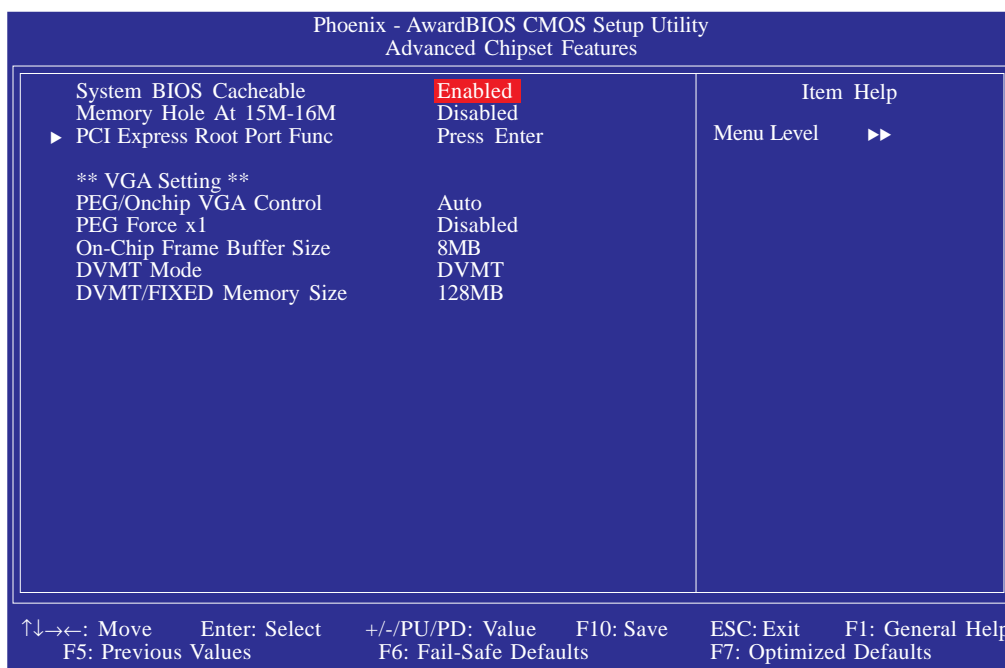 Phoenix - AwardBIOS CMOS Setup Utility
Advanced Chipset Features
System BIOS Cacheable Enabled
Memory Hole At 15M-16M Disabled
▶ PCI Express Root Port Func Press Enter
** VGA Setting **
PEG/Onchip VGA Control Auto
PEG Force x1 Disabled
On-Chip Frame Buffer Size 8MB
DVMT Mode DVMT
DVMT/FIXED Memory Size 128MB
Item Help
Menu Level ▶▶
↑↓→←: Move Enter: Select +/-/PU/PD: Value F10: Save ESC: Exit F1: General Help
F5: Previous Values F6: Fail-Safe Defaults F7: Optimized Defaults